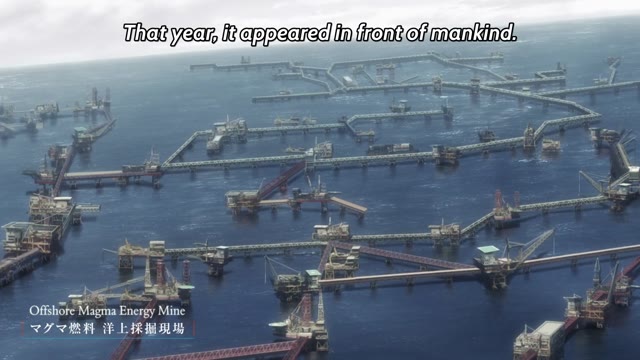 That year, it appeared in front of mankind.
Offshore Magma Energy Mine
マグマ燃料 洋上採掘現場